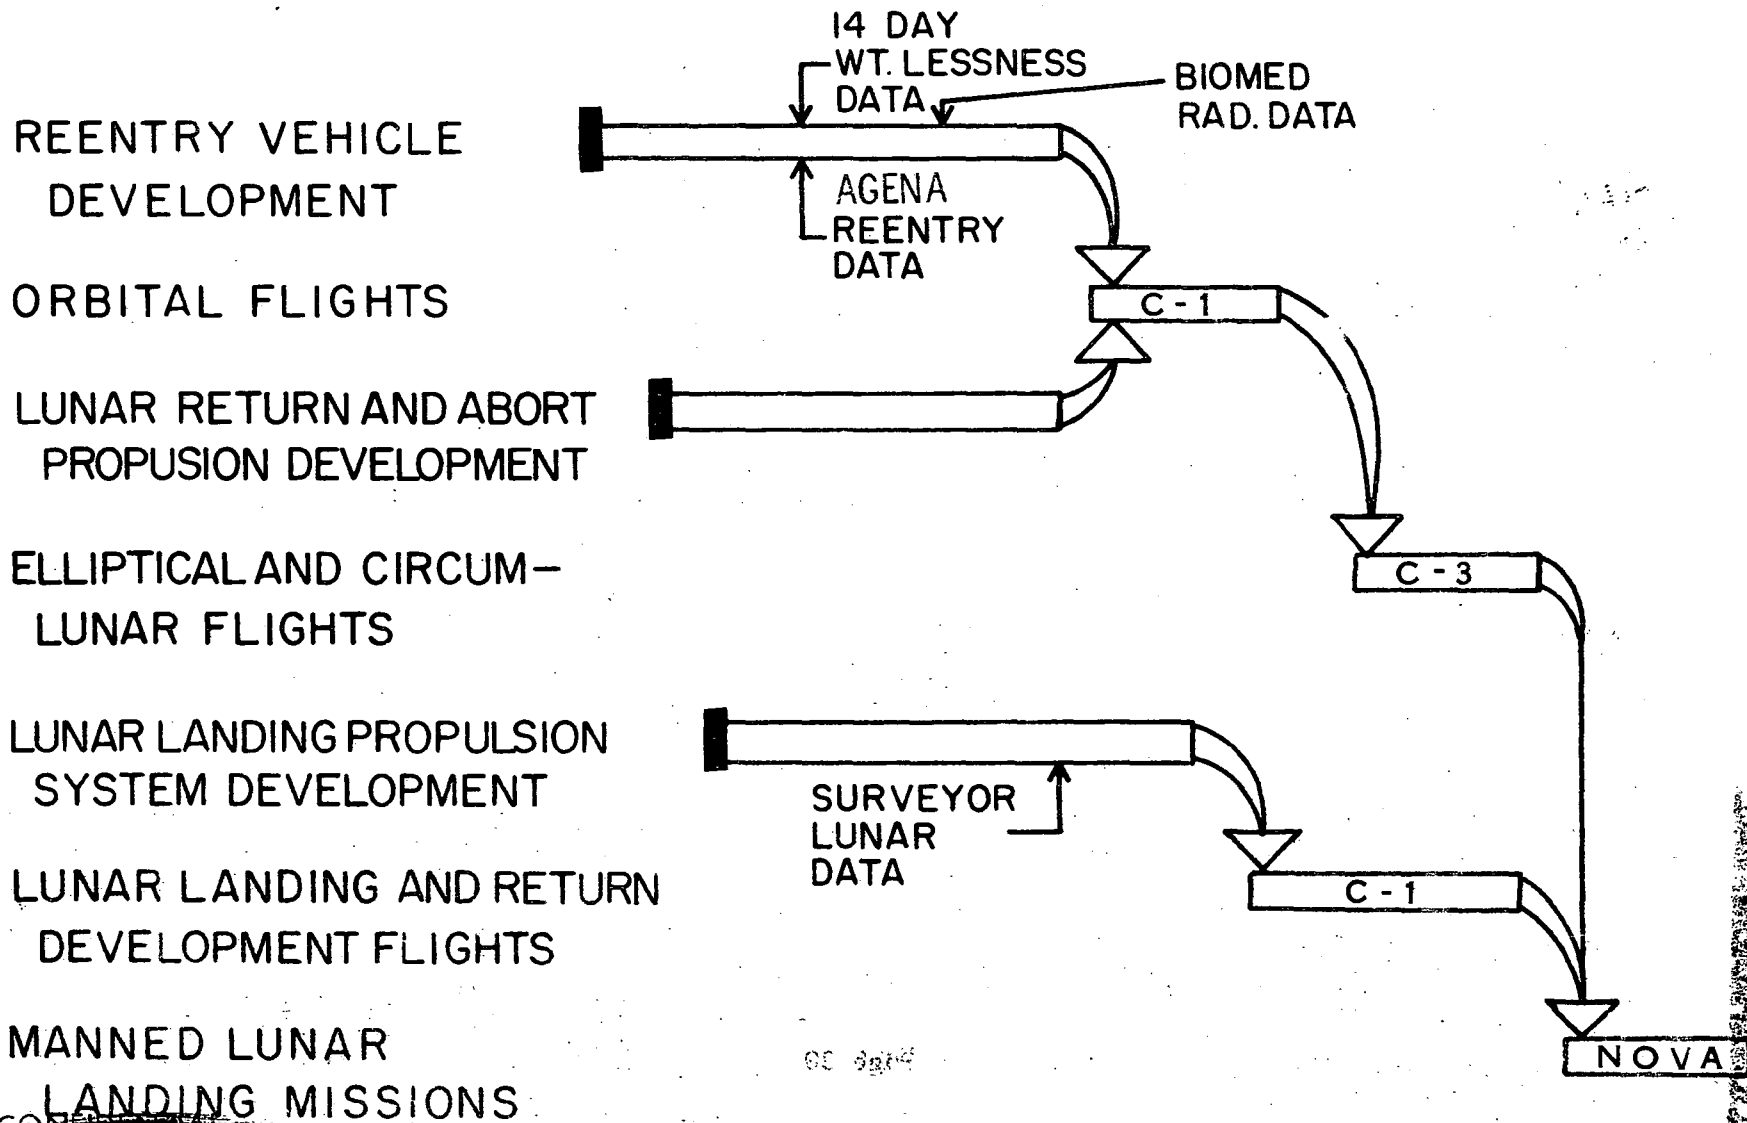 14 DAY
WT. LESSNESS
DATA
BIOMED
RAD. DATA
REENTRY VEHICLE
DEVELOPMENT
AGENA
REENTRY
DATA
ORBITAL FLIGHTS
C-1
LUNAR RETURN AND ABORT
PROPUSION DEVELOPMENT
ELLIPTICAL AND CIRCUM-
LUNAR FLIGHTS
C-3
LUNAR LANDING PROPULSION
SYSTEM DEVELOPMENT
SURVEYOR
LUNAR
DATA
LUNAR LANDING AND RETURN
DEVELOPMENT FLIGHTS
C-1
MANNED LUNAR
LANDING MISSIONS
NOVA